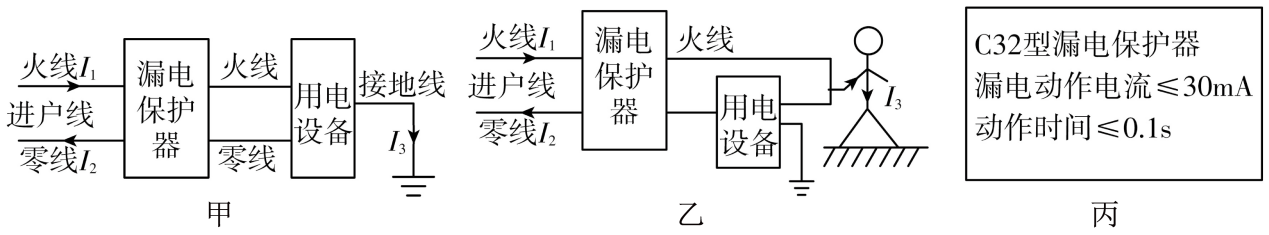 火线I₁
进户线
零线I₂
漏电
保护
器
火线
零线
用电
设备
接地线
I₃
甲
火线I₁
进户线
零线I₂
漏电
保护
器
火线
用电
设备
I₃
乙
C32型漏电保护器
漏电动作电流≤30mA
动作时间≤0.1s
丙